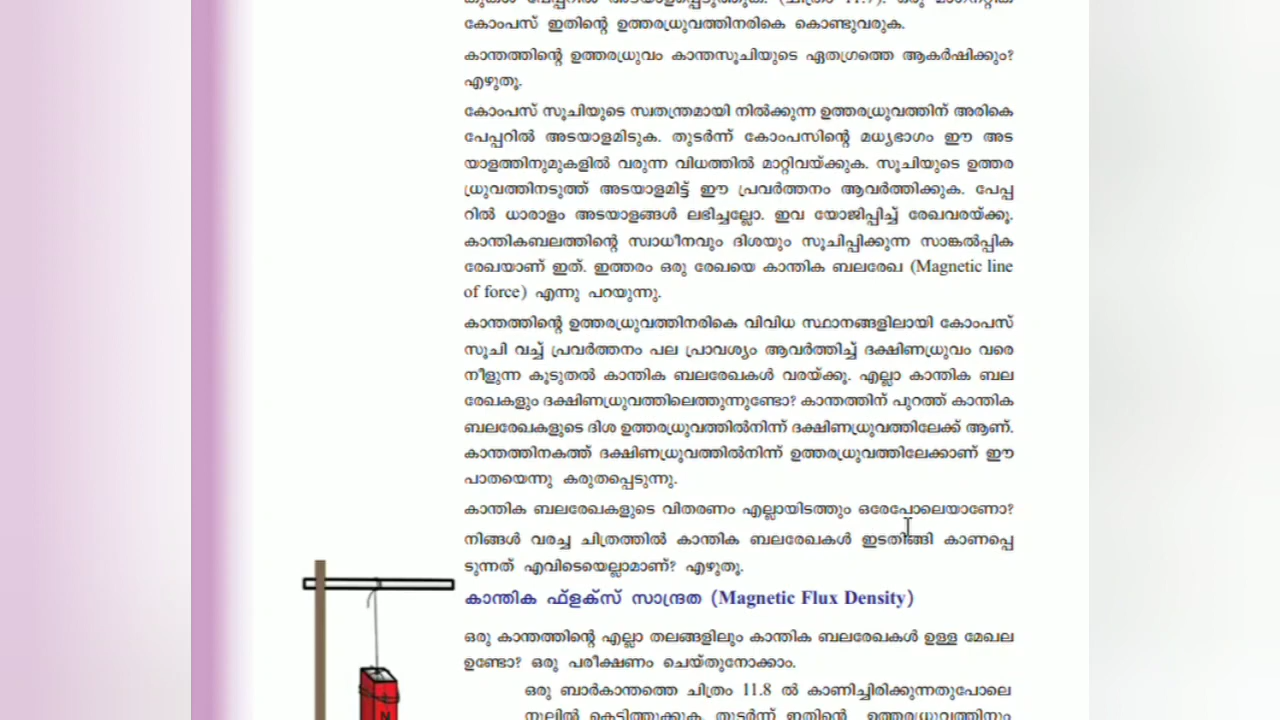 കോംപസ് ഇതിന്റെ ഉത്തരധ്രുവത്തിനരികെ കൊണ്ടുവരുക.
കാന്തത്തിന്റെ ഉത്തരധ്രുവം കാന്തസൂചിയുടെ ഏതഗ്രത്തെ ആകർഷിക്കും?
എഴുതൂ.
കോംപസ് സൂചിയുടെ സ്വതന്ത്രമായി നിൽക്കുന്ന ഉത്തരധ്രുവത്തിന് അരികെ
പേപ്പറിൽ അടയാളമിടുക. തുടർന്ന് കോംപസിന്റെ മധ്യഭാഗം ഈ അട
യാളത്തിനുമുകളിൽ വരുന്ന വിധത്തിൽ മാറ്റിവയ്ക്കുക. സൂചിയുടെ ഉത്തര
ധ്രുവത്തിനടുത്ത് അടയാളമിട്ട് ഈ പ്രവർത്തനം ആവർത്തിക്കുക. പേപ്പ
റിൽ ധാരാളം അടയാളങ്ങൾ ലഭിച്ചല്ലോ. ഇവ യോജിപ്പിച്ച് രേഖവരയ്ക്കൂ.
കാന്തികബലത്തിന്റെ സ്വാധീനവും ദിശയും സൂചിപ്പിക്കുന്ന സാങ്കൽപ്പിക
രേഖയാണ് ഇത്. ഇത്തരം ഒരു രേഖയെ കാന്തിക ബലരേഖ (Magnetic line
of force) എന്നു പറയുന്നു.
കാന്തത്തിന്റെ ഉത്തരധ്രുവത്തിനരികെ വിവിധ സ്ഥാനങ്ങളിലായി കോംപസ്
സൂചി വച്ച് പ്രവർത്തനം പല പ്രാവശ്യം ആവർത്തിച്ച് ദക്ഷിണധ്രുവം വരെ
നീളുന്ന കൂടുതൽ കാന്തിക ബലരേഖകൾ വരയ്ക്കൂ. എല്ലാ കാന്തിക ബല
രേഖകളും ദക്ഷിണധ്രുവത്തിലെത്തുന്നുണ്ടോ? കാന്തത്തിന് പുറത്ത് കാന്തിക
ബലരേഖകളുടെ ദിശ ഉത്തരധ്രുവത്തിൽനിന്ന് ദക്ഷിണധ്രുവത്തിലേക്ക് ആണ്.
കാന്തത്തിനകത്ത് ദക്ഷിണധ്രുവത്തിൽനിന്ന് ഉത്തരധ്രുവത്തിലേക്കാണ് ഈ
പാതയെന്നു കരുതപ്പെടുന്നു.
കാന്തിക ബലരേഖകളുടെ വിതരണം എല്ലായിടത്തും ഒരേപോലെയാണോ?
നിങ്ങൾ വരച്ച ചിത്രത്തിൽ കാന്തിക ബലരേഖകൾ ഇടതിങ്ങി കാണപ്പെ
ടുന്നത് എവിടെയെല്ലാമാണ്? എഴുതൂ.
കാന്തിക ഫ്ളക്സ് സാന്ദ്രത (Magnetic Flux Density)
ഒരു കാന്തത്തിന്റെ എല്ലാ തലങ്ങളിലും കാന്തിക ബലരേഖകൾ ഉള്ള മേഖല
ഉണ്ടോ? ഒരു പരീക്ഷണം ചെയ്തുനോക്കാം.
ഒരു ബാർകാന്തത്തെ ചിത്രം 11.8 ൽ കാണിച്ചിരിക്കുന്നതുപോലെ
നൂലിൽ കെട്ടിത്തൂക്കുക. തുടർന്ന് ഇതിന്റെ ഉത്തരധ്രുവത്തിനും
N